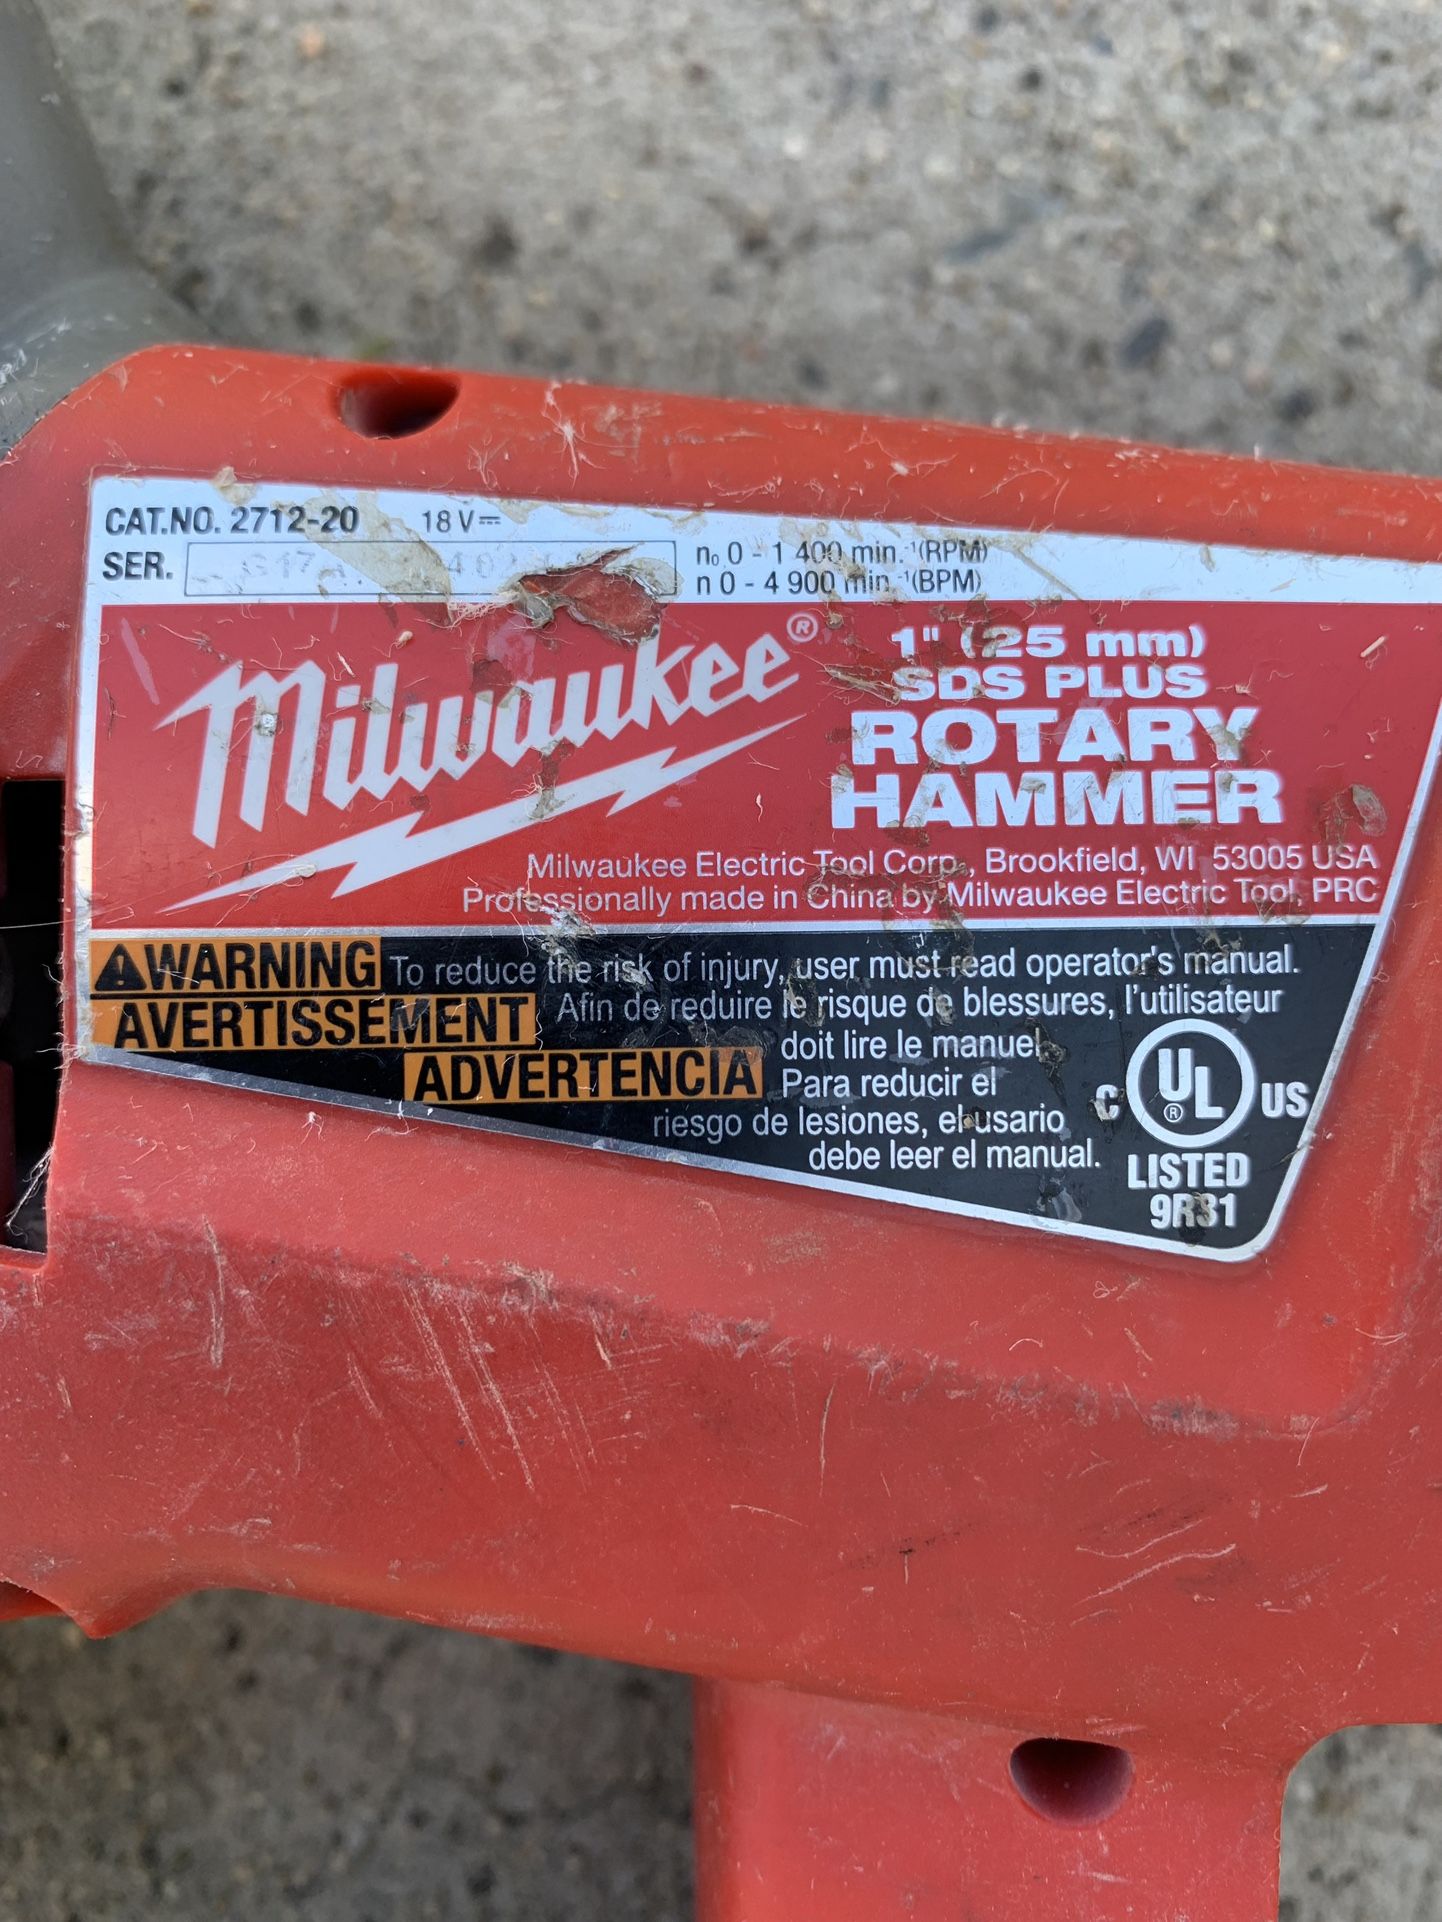 CAT.NO. 2712-20 18 V⎓
SER.
n₀ 0 - 1 400 min.⁻¹(RPM)
n 0 - 4 900 min.⁻¹(BPM)
Milwaukee®
1" (25 mm)
SDS PLUS
ROTARY
HAMMER
Milwaukee Electric Tool Corp., Brookfield, WI 53005 USA
Professionally made in China by Milwaukee Electric Tool, PRC
WARNING To reduce the risk of injury, user must read operator's manual.
AVERTISSEMENT Afin de réduire le risque de blessures, l'utilisateur
doit lire le manuel.
ADVERTENCIA Para reducir el
riesgo de lesiones, el usario
debe leer el manual.
C UL® US
LISTED
9R31